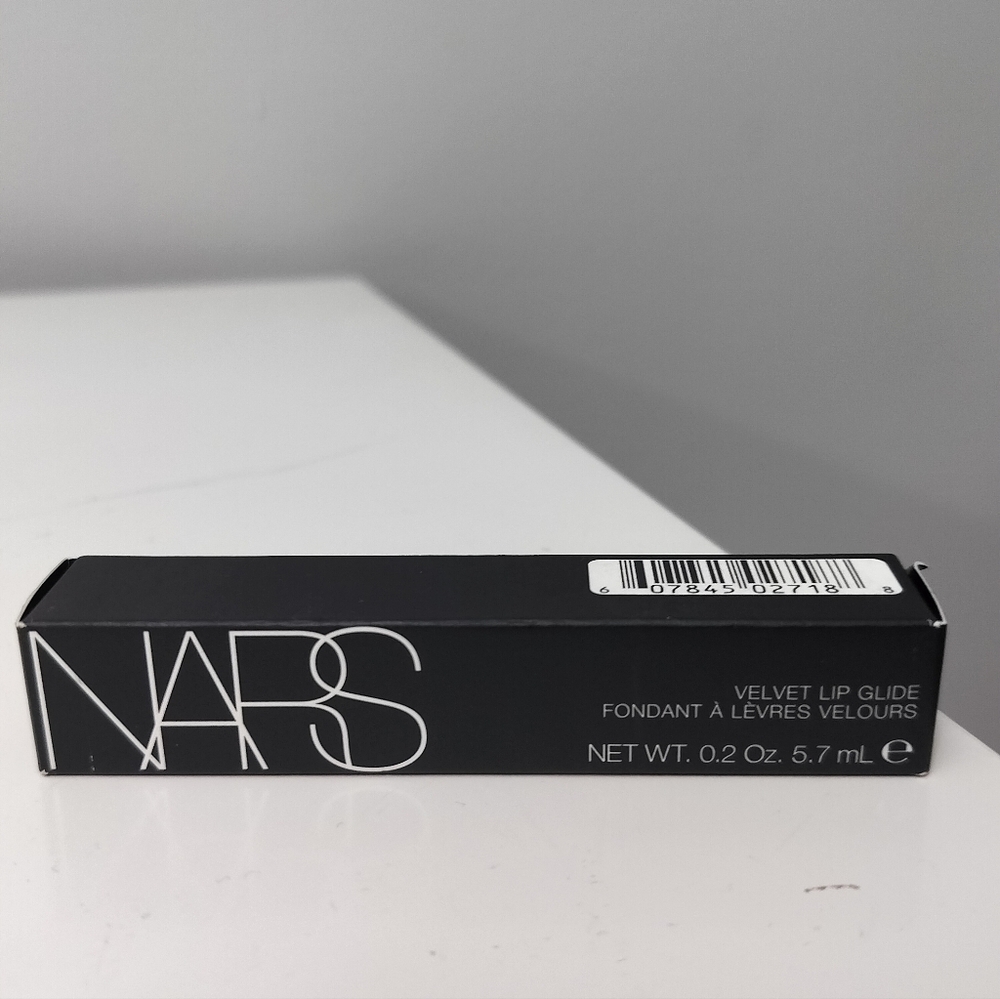 6 07845 02718 8
NARS
VELVET LIP GLIDE
FONDANT À LÈVRES VELOURS
NET WT. 0.2 Oz. 5.7 mL ℮